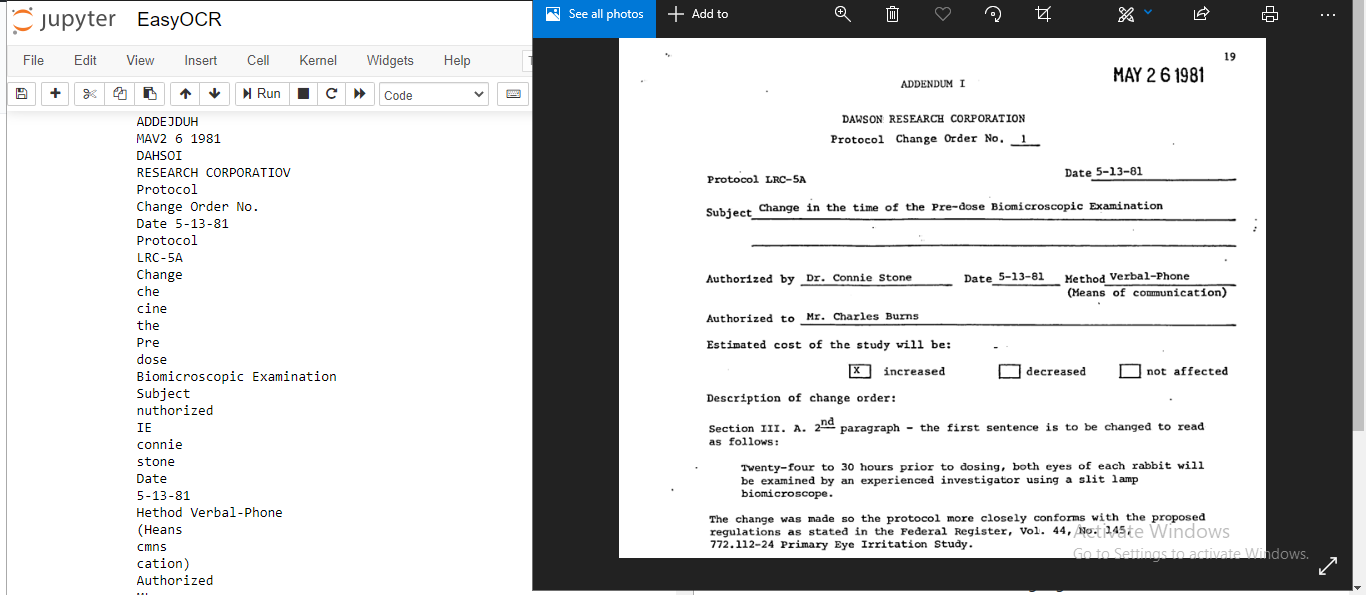 jupyter EasyOCR
File Edit View Insert Cell Kernel Widgets Help
Run Code
ADDEJDUH
MAV2 6 1981
DAHSOI
RESEARCH CORPORATIOV
Protocol
Change Order No.
Date 5-13-81
Protocol
LRC-5A
Change
che
cine
the
Pre
dose
Biomicroscopic Examination
Subject
nuthorized
IE
connie
stone
Date
5-13-81
Hethod Verbal-Phone
(Heans
cmns
cation)
Authorized
See all photos Add to
19
MAY 26 1981
ADDENDUM I
DAWSON RESEARCH CORPORATION
Protocol Change Order No. 1
Protocol LRC-5A Date 5-13-81
Subject Change in the time of the Pre-dose Biomicroscopic Examination
Authorized by Dr. Connie Stone Date 5-13-81 Method Verbal-Phone
(Means of communication)
Authorized to Mr. Charles Burns
Estimated cost of the study will be:
X increased decreased not affected
Description of change order:
Section III. A. 2nd paragraph - the first sentence is to be changed to read
as follows:
Twenty-four to 30 hours prior to dosing, both eyes of each rabbit will
be examined by an experienced investigator using a slit lamp
biomicroscope.
The change was made so the protocol more closely conforms with the proposed
regulations as stated in the Federal Register, Vol. 44, No. 145,
772.112-24 Primary Eye Irritation Study.
Activate Windows
Go to Settings to activate Windows.